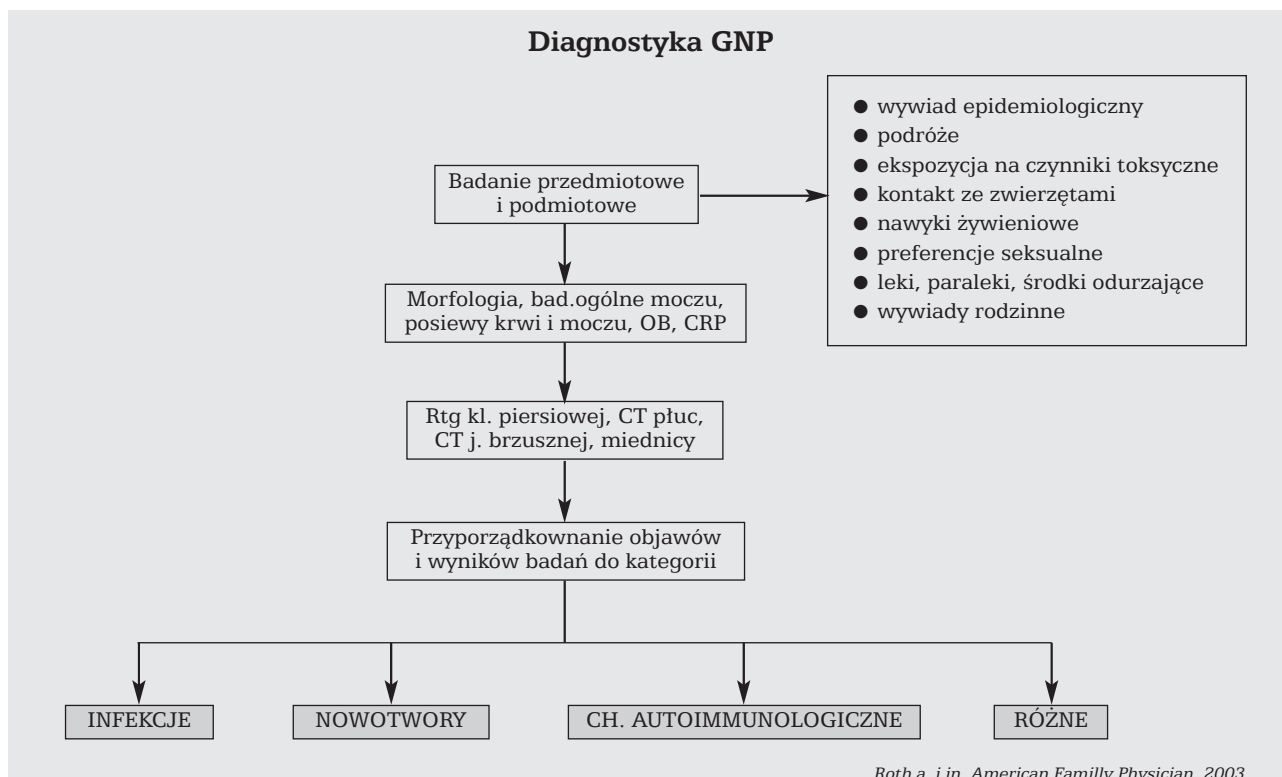 Diagnostyka GNP
● wywiad epidemiologiczny
● podróże
● ekspozycja na czynniki toksyczne
● kontakt ze zwierzętami
● nawyki żywieniowe
● preferencje seksualne
● leki, paraleki, środki odurzające
● wywiady rodzinne
Badanie przedmiotowe
i podmiotowe
Morfologia, bad.ogólne moczu,
posiewy krwi i moczu, OB, CRP
Rtg kl. piersiowej, CT płuc,
CT j. brzusznej, miednicy
Przyporządkownanie objawów
i wyników badań do kategorii
INFEKCJE
NOWOTWORY
CH. AUTOIMMUNOLOGICZNE
RÓŻNE
Roth a. i in. American Familly Physician, 2003